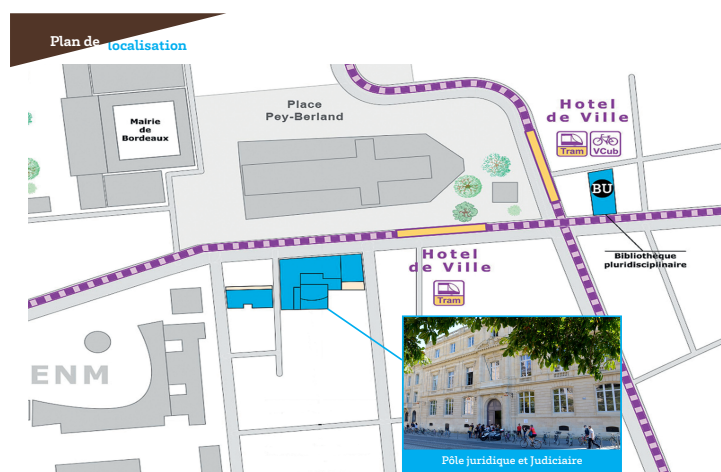 Plan de localisation
Mairie
de
Bordeaux
Place
Pey-Berland
Hotel
de Ville
Tram
VCub
BU
Bibliothèque
pluridisciplinaire
Hotel
de Ville
Tram
ENM
Pôle juridique et Judiciaire